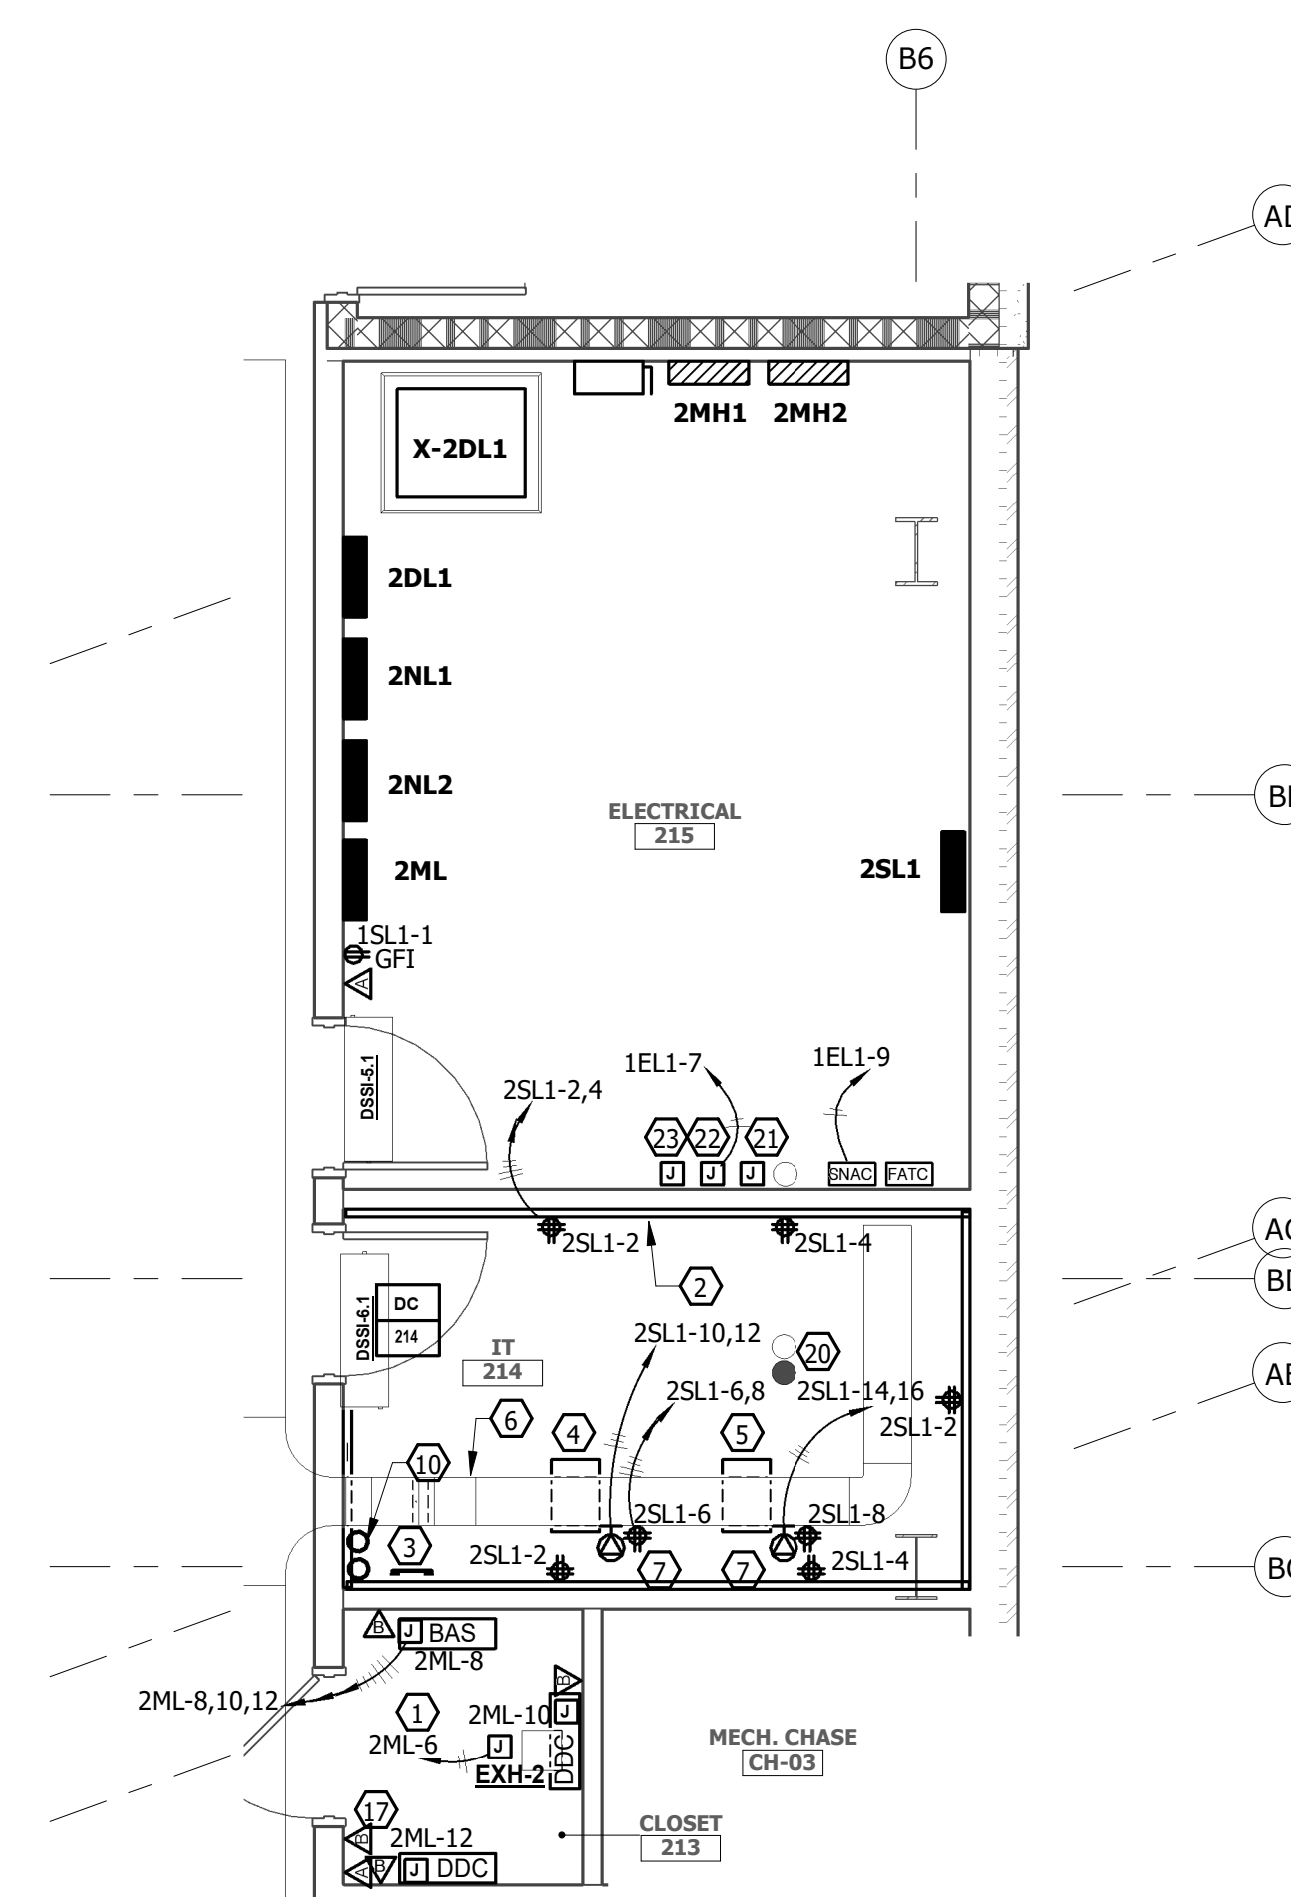 B6
2MH1 2MH2
X-2DL1
2DL1
2NL1
2NL2
ELECTRICAL
215
2ML
2SL1
1SL1-1
GFI
A
DSSI-5.1
1EL1-7
1EL1-9
2SL1-2,4
23 22 21
J J J SNAC FATC
2SL1-2
2SL1-4
2
DSSI-6.1
DC
214
IT
214
2SL1-10,12
20
2SL1-6,8
2SL1-14,16
2SL1-2
6
4
5
10
2SL1-6
2SL1-8
3
2SL1-2
7
7
2SL1-4
B
J BAS
2ML-8
B
2ML-8,10,12
1
2ML-10
J
DDC
2ML-6
J
EXH-2
MECH. CHASE
CH-03
17
B
2ML-12
CLOSET
213
A
B
J DDC